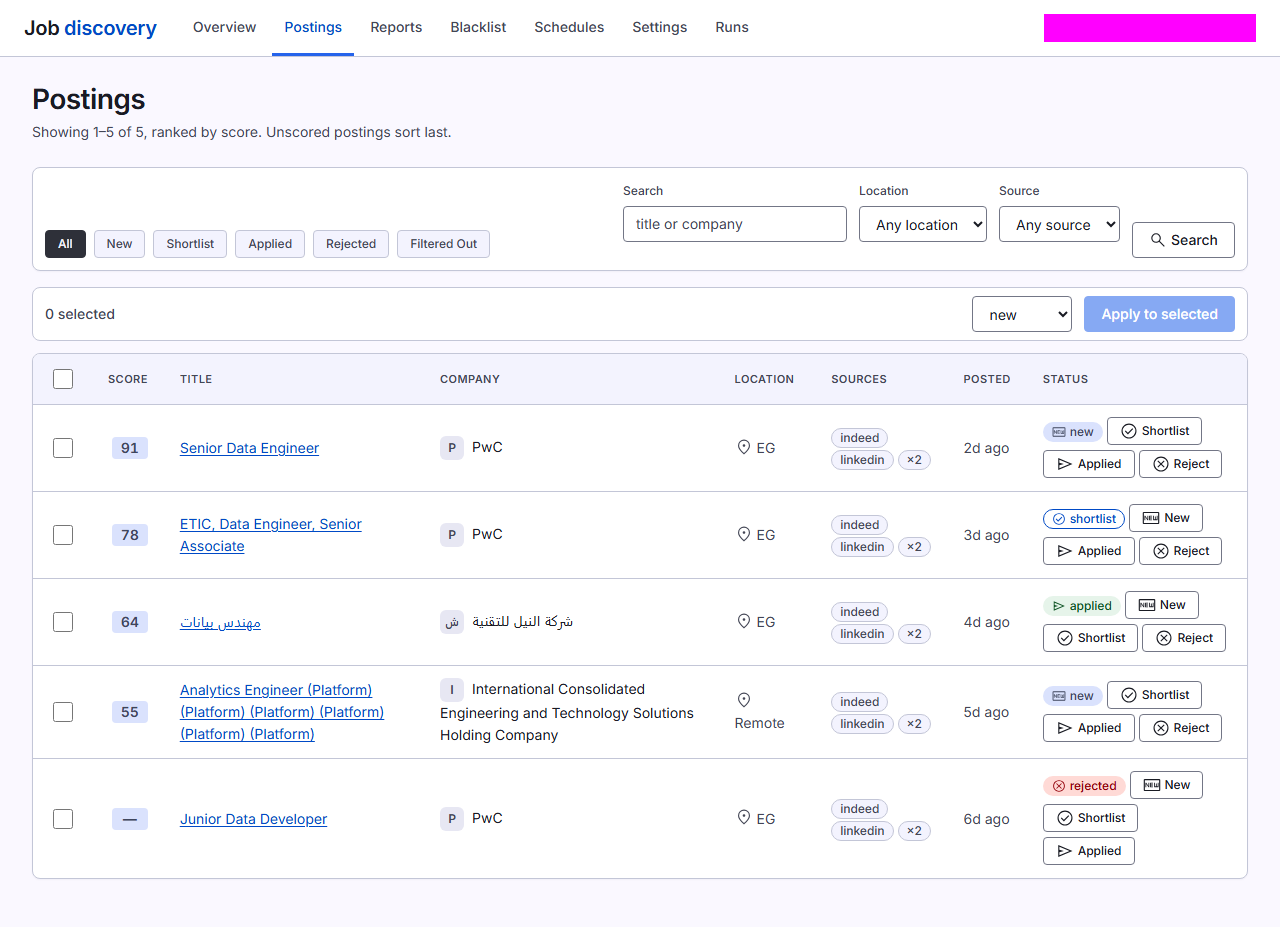 Job discovery Overview Postings Reports Blacklist Schedules Settings Runs
Postings
Showing 1–5 of 5, ranked by score. Unscored postings sort last.
Search Location Source
title or company Any location Any source Search
All New Shortlist Applied Rejected Filtered Out
0 selected new Apply to selected
SCORE TITLE COMPANY LOCATION SOURCES POSTED STATUS
91 Senior Data Engineer P PwC EG indeed linkedin ×2 2d ago NEW new Shortlist
Applied Reject
78 ETIC, Data Engineer, Senior P PwC EG indeed linkedin ×2 3d ago shortlist NEW New
Associate Applied Reject
64 مهندس بيانات ش شركة النيل للتقنية EG indeed linkedin ×2 4d ago applied NEW New
Shortlist Reject
55 Analytics Engineer (Platform) I International Consolidated Remote indeed linkedin ×2 5d ago NEW new Shortlist
(Platform) (Platform) (Platform) Engineering and Technology Solutions Applied Reject
(Platform) (Platform) Holding Company
— Junior Data Developer P PwC EG indeed linkedin ×2 6d ago rejected NEW New
Shortlist
Applied